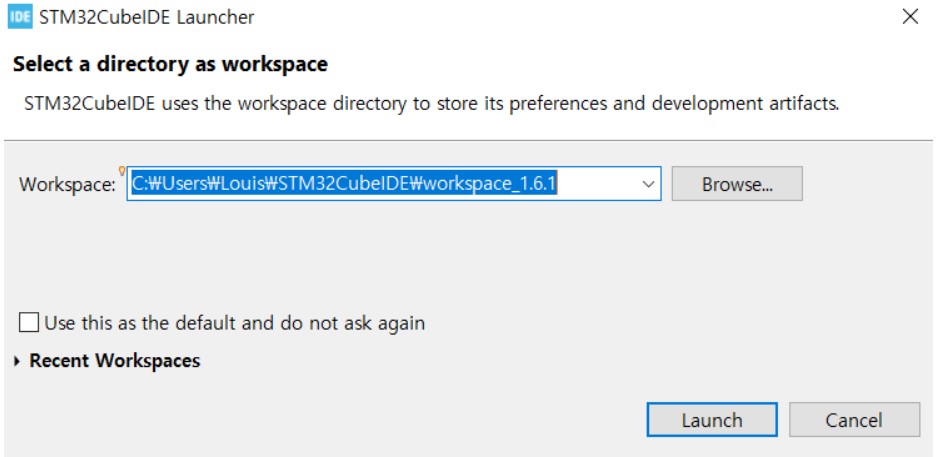 IDE STM32CubeIDE Launcher
Select a directory as workspace
STM32CubeIDE uses the workspace directory to store its preferences and development artifacts.
Workspace: C:₩Users₩Louis₩STM32CubeIDE₩workspace_1.6.1 Browse...
Use this as the default and do not ask again
Recent Workspaces
Launch Cancel